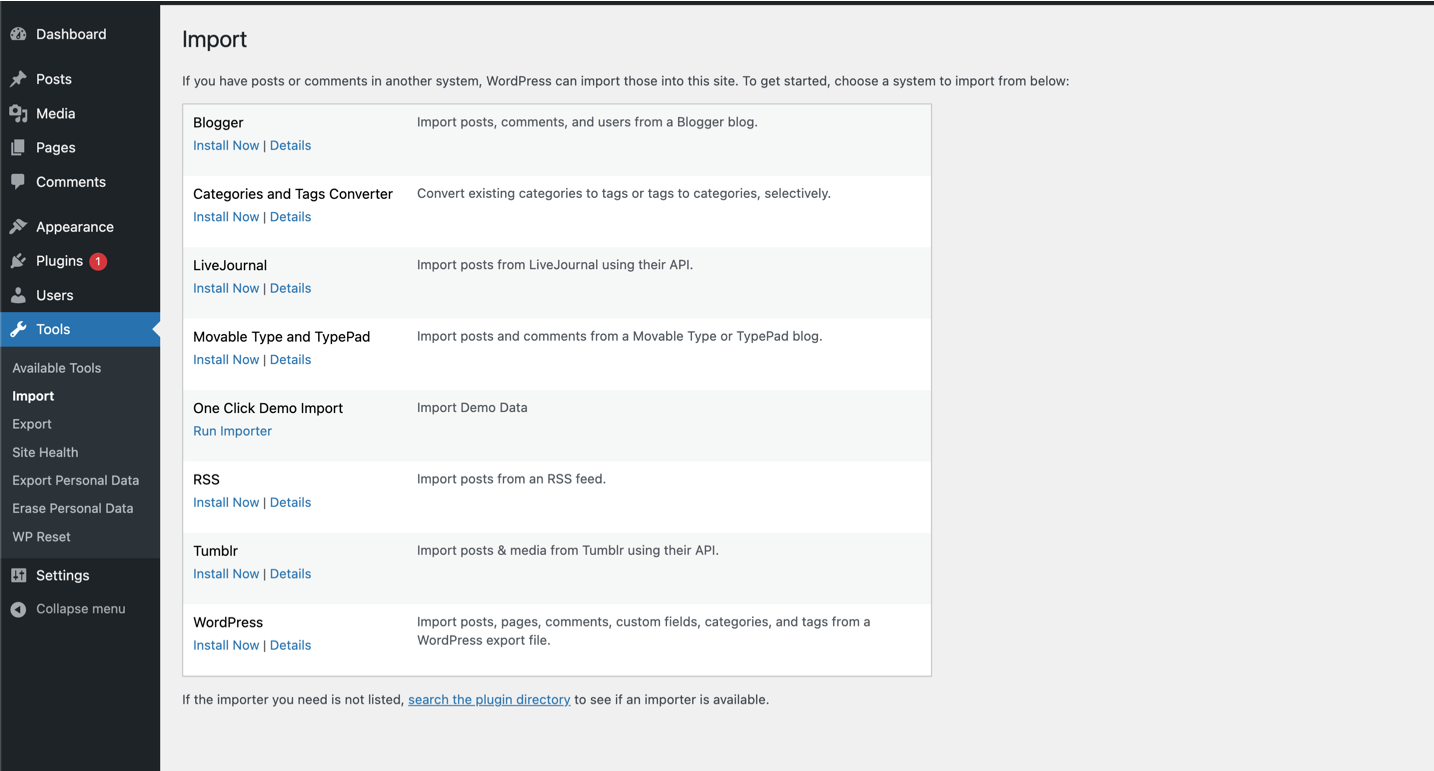 Dashboard
Posts
Media
Pages
Comments
Appearance
Plugins 1
Users
Tools
Available Tools
Import
Export
Site Health
Export Personal Data
Erase Personal Data
WP Reset
Settings
Collapse menu
Import
If you have posts or comments in another system, WordPress can import those into this site. To get started, choose a system to import from below:
Blogger
Import posts, comments, and users from a Blogger blog.
Install Now | Details
Categories and Tags Converter
Convert existing categories to tags or tags to categories, selectively.
Install Now | Details
LiveJournal
Import posts from LiveJournal using their API.
Install Now | Details
Movable Type and TypePad
Import posts and comments from a Movable Type or TypePad blog.
Install Now | Details
One Click Demo Import
Import Demo Data
Run Importer
RSS
Import posts from an RSS feed.
Install Now | Details
Tumblr
Import posts & media from Tumblr using their API.
Install Now | Details
WordPress
Import posts, pages, comments, custom fields, categories, and tags from a
WordPress export file.
Install Now | Details
If the importer you need is not listed, search the plugin directory to see if an importer is available.